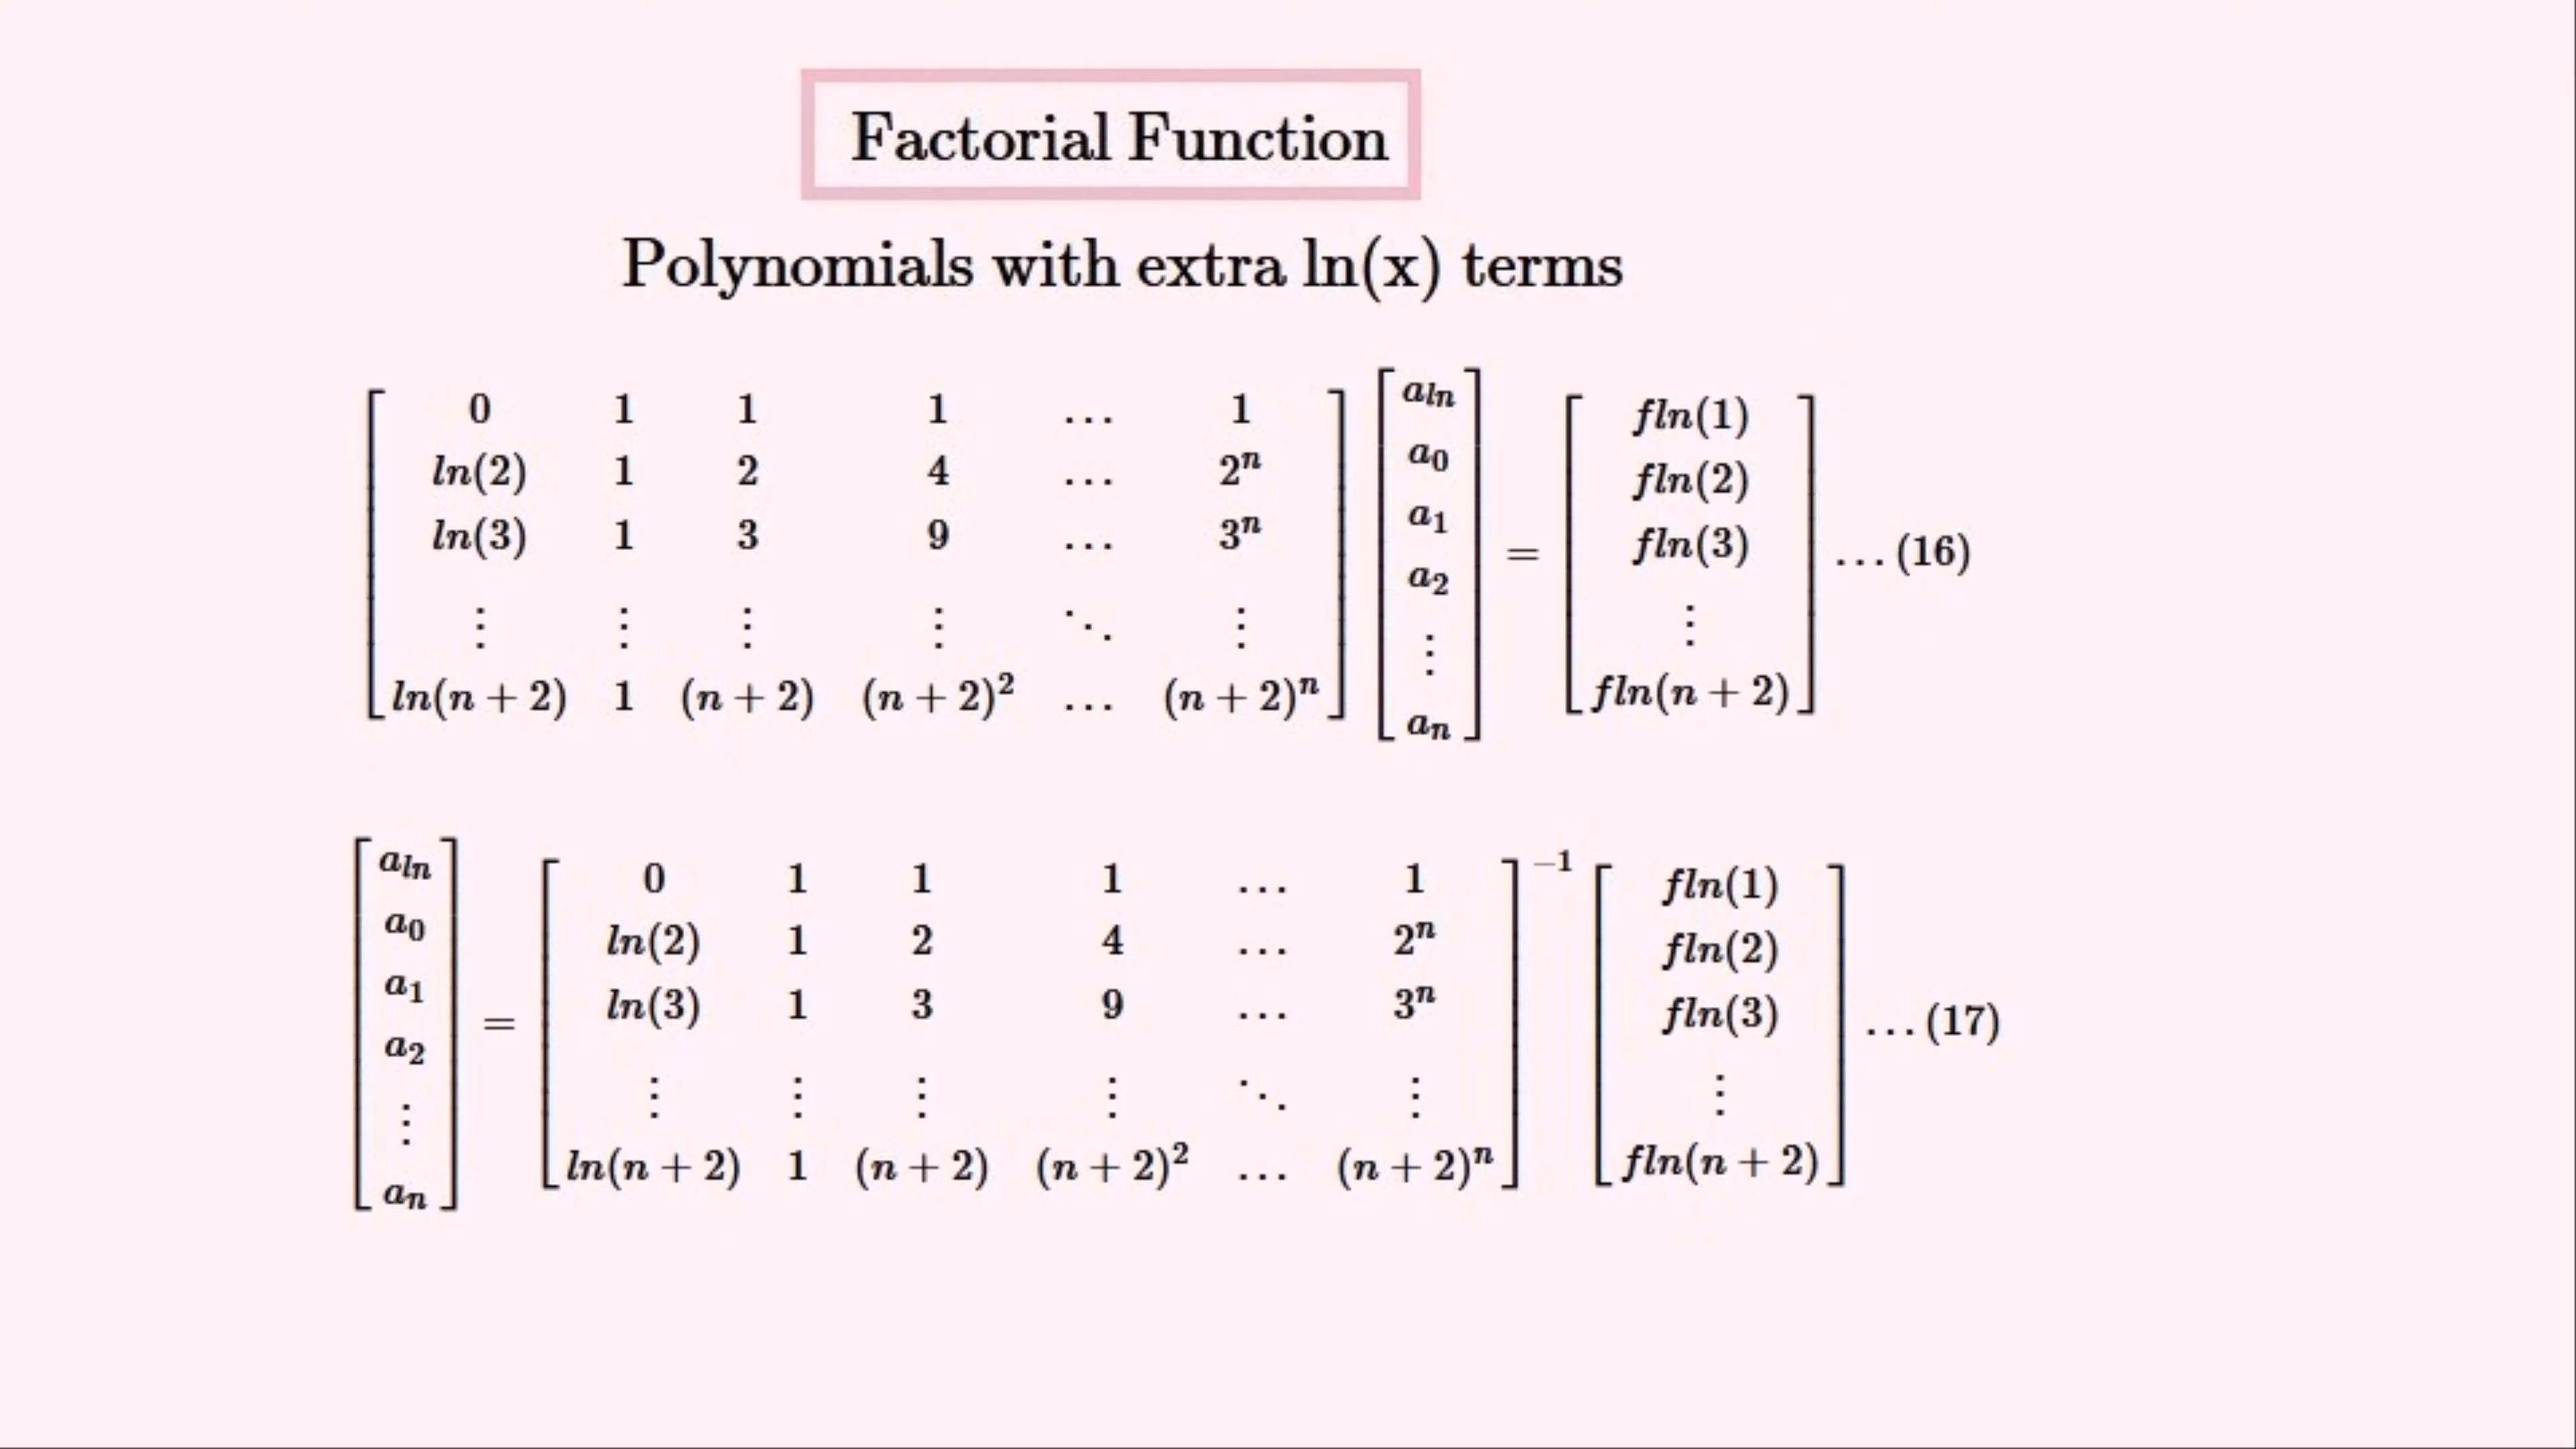 Factorial Function
Polynomials with extra ln(x) terms
[ 0 1 1 1 … 1 ] [ a_ln ] = [ fln(1) ]
[ ln(2) 1 2 4 … 2^n ] [ a_0 ] [ fln(2) ]
[ ln(3) 1 3 9 … 3^n ] [ a_1 ] [ fln(3) ] …(16)
[ ⋮ ⋮ ⋮ ⋮ ⋱ ⋮ ] [ a_2 ⋮ ] [ ⋮ ]
[ ln(n + 2) 1 (n + 2) (n + 2)^2 … (n + 2)^n ] [ a_n ] [ fln(n + 2) ]
[ a_ln ] = [ 0 1 1 1 … 1 ]^−1 [ fln(1) ]
[ a_0 ] [ ln(2) 1 2 4 … 2^n ] [ fln(2) ]
[ a_1 ] [ ln(3) 1 3 9 … 3^n ] [ fln(3) ] …(17)
[ a_2 ⋮ ] [ ⋮ ⋮ ⋮ ⋮ ⋱ ⋮ ] [ ⋮ ]
[ a_n ] [ ln(n + 2) 1 (n + 2) (n + 2)^2 … (n + 2)^n ] [ fln(n + 2) ]